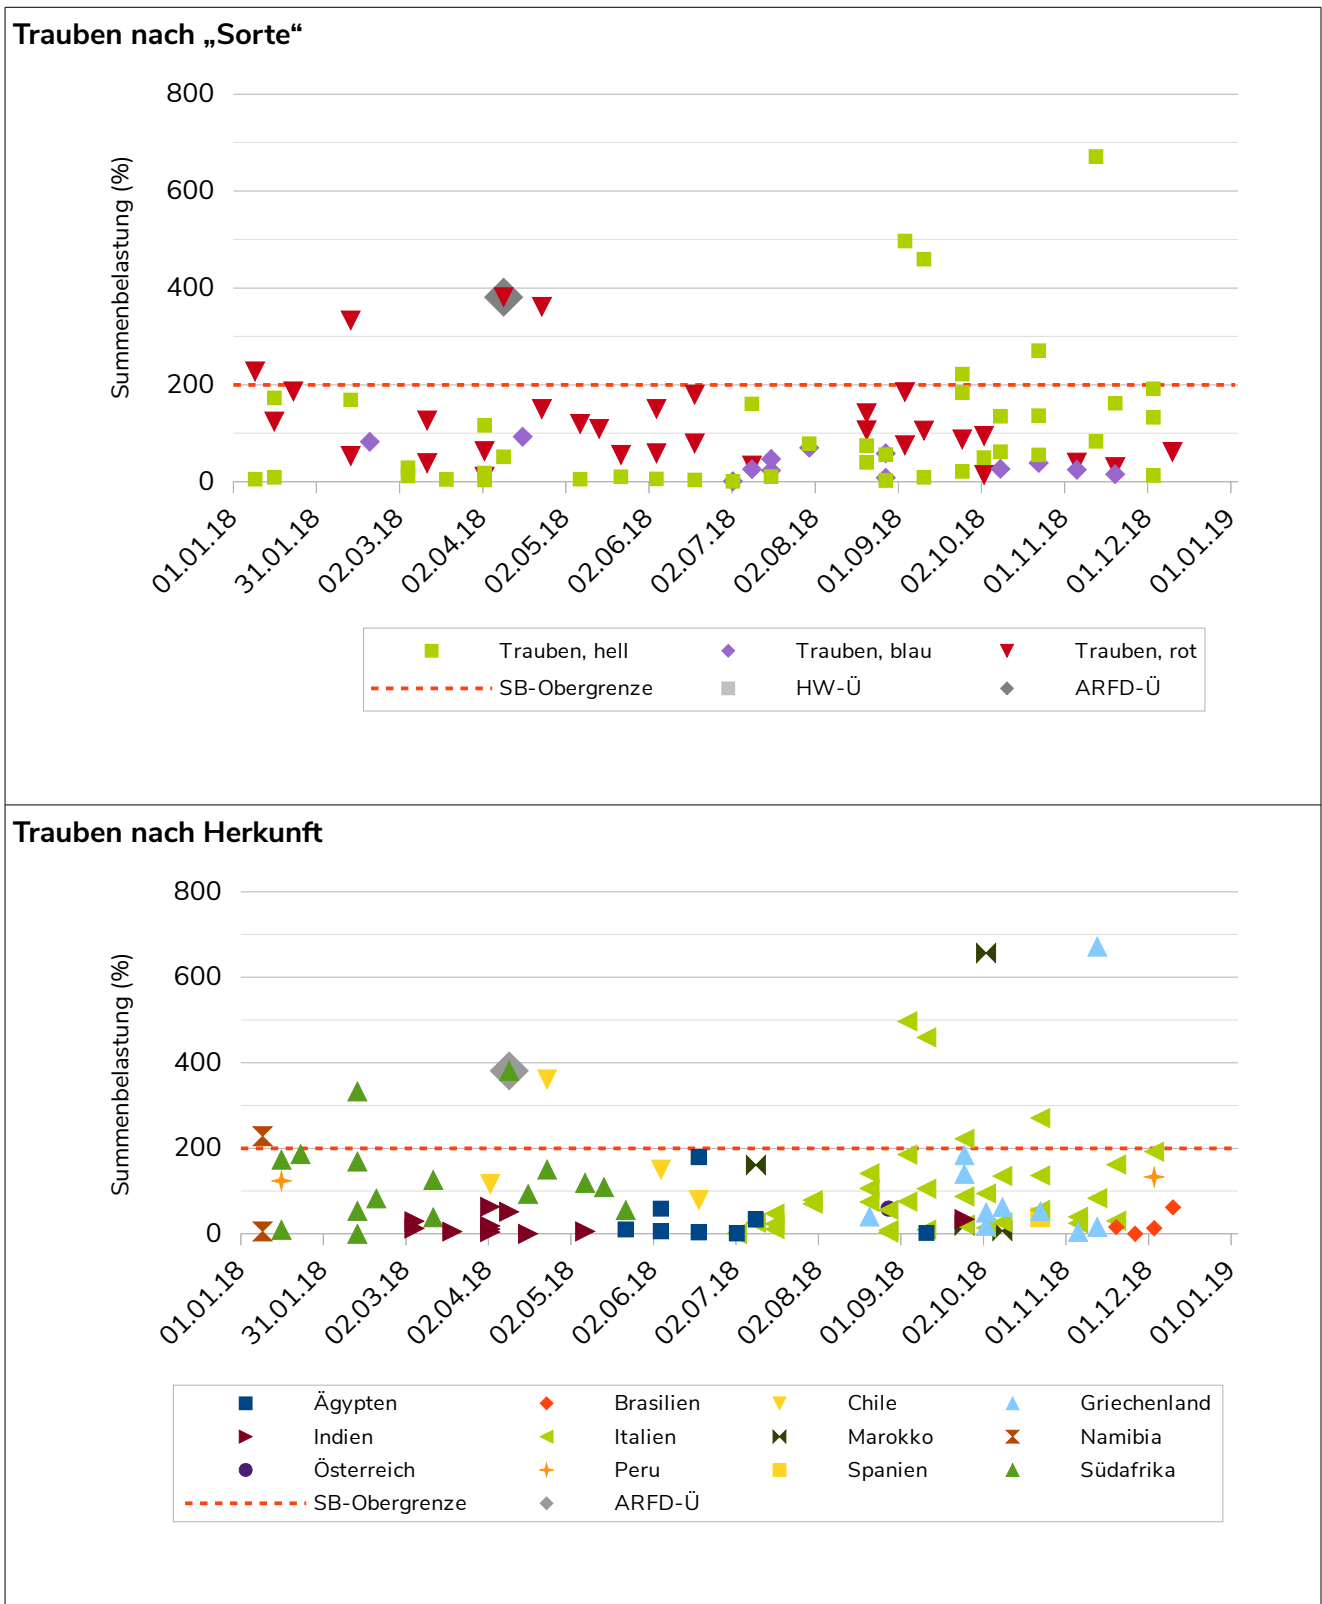 Trauben nach „Sorte“
800
600
400
200
0
Summenbelastung (%)
01.01.18
31.01.18
02.03.18
02.04.18
02.05.18
02.06.18
02.07.18
02.08.18
01.09.18
02.10.18
01.11.18
01.12.18
01.01.19
Trauben, hell
Trauben, blau
Trauben, rot
SB-Obergrenze
HW-Ü
ARFD-Ü
Trauben nach Herkunft
800
600
400
200
0
Summenbelastung (%)
01.01.18
31.01.18
02.03.18
02.04.18
02.05.18
02.06.18
02.07.18
02.08.18
01.09.18
02.10.18
01.11.18
01.12.18
01.01.19
Ägypten
Brasilien
Chile
Griechenland
Indien
Italien
Marokko
Namibia
Österreich
Peru
Spanien
Südafrika
SB-Obergrenze
ARFD-Ü